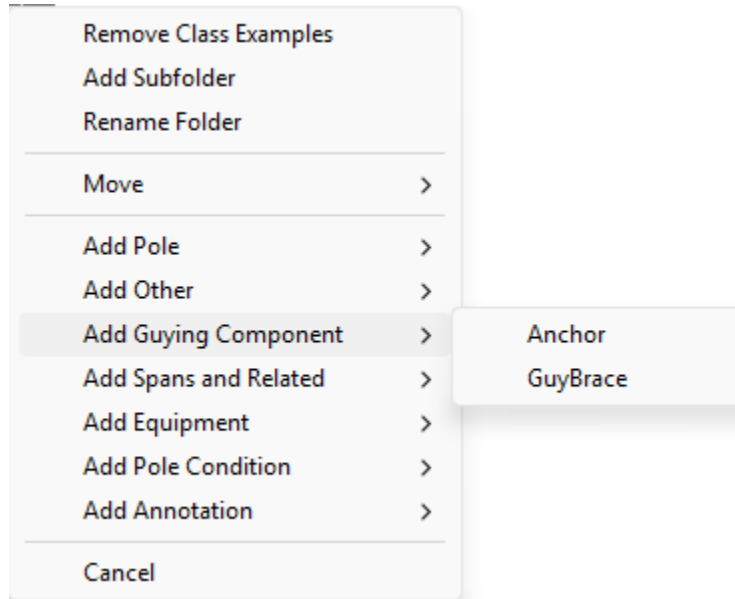 Remove Class Examples
Add Subfolder
Rename Folder
Move
Add Pole
Add Other
Add Guying Component
Add Spans and Related
Add Equipment
Add Pole Condition
Add Annotation
Cancel
Anchor
GuyBrace